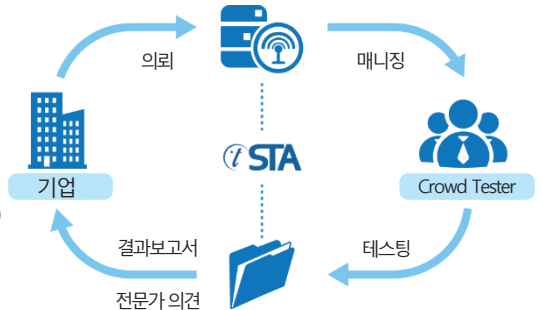 의뢰
매니징
itSTA
기업
Crowd Tester
결과보고서
테스팅
전문가 의견